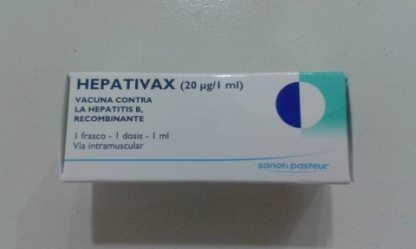 HEPATIVAX (20 µg/1 ml)
VACUNA CONTRA
LA HEPATITIS B,
RECOMBINANTE
1 frasco - 1 dosis - 1 ml
Vía intramuscular
sanofi pasteur